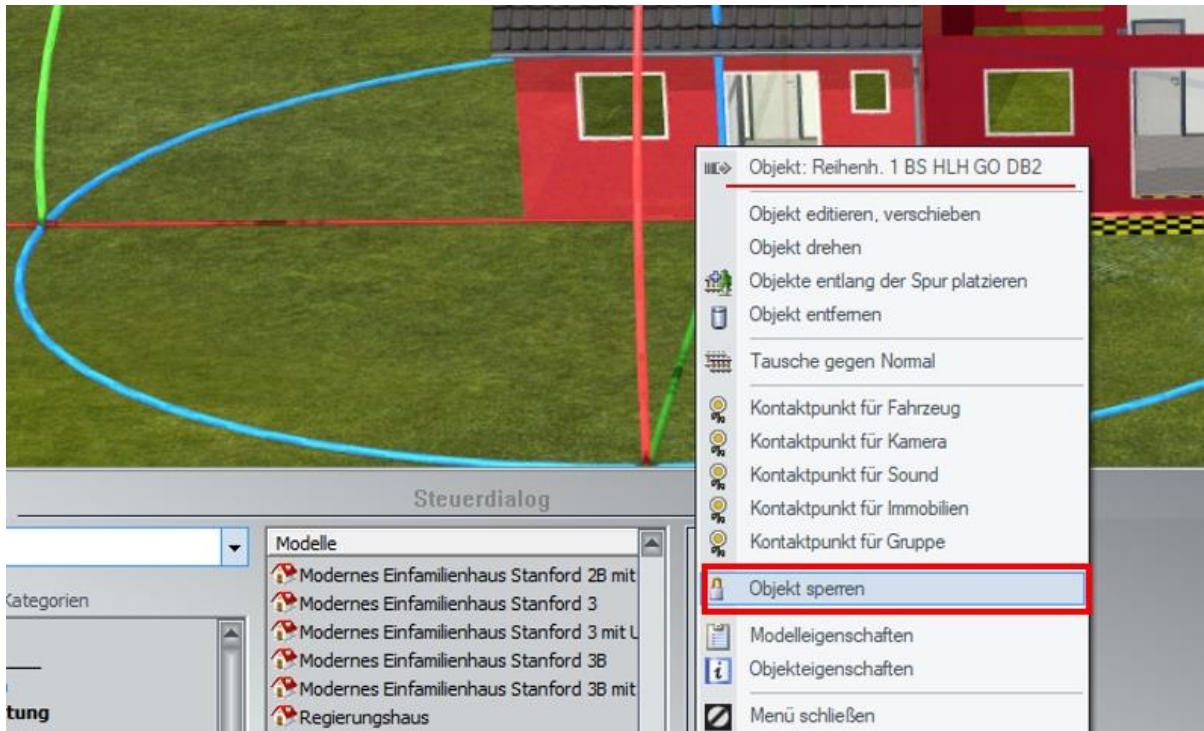 Objekt: Reihenh. 1 BS HLH GO DB2
Objekt editieren, verschieben
Objekt drehen
Objekte entlang der Spur platzieren
Objekt entfernen
Tausche gegen Normal
Kontaktpunkt für Fahrzeug
Kontaktpunkt für Kamera
Kontaktpunkt für Sound
Kontaktpunkt für Immobilien
Kontaktpunkt für Gruppe
Objekt sperren
Modelleigenschaften
Objekteigenschaften
Menü schließen
Steuerdialog
Kategorien
tung
Modelle
Modernes Einfamilienhaus Stanford 2B mit
Modernes Einfamilienhaus Stanford 3
Modernes Einfamilienhaus Stanford 3 mit U
Modernes Einfamilienhaus Stanford 3B
Modernes Einfamilienhaus Stanford 3B mit
Regierungshaus